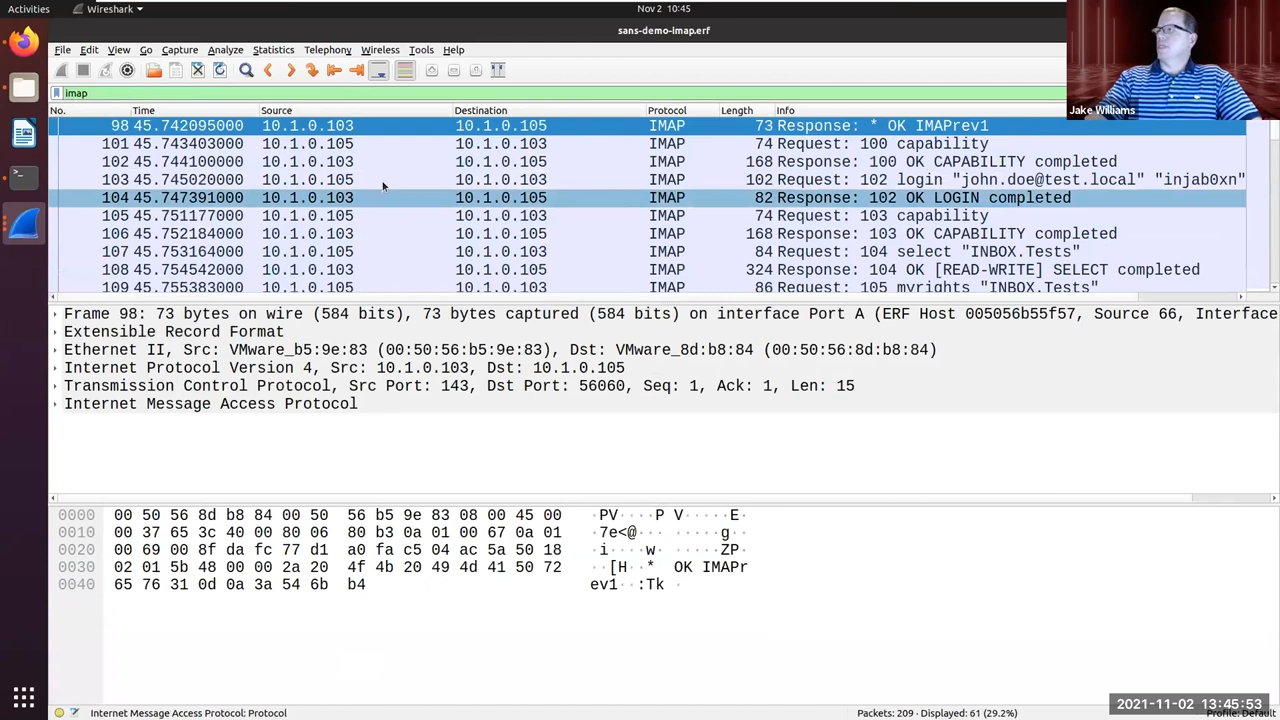 Activities Wireshark Nov 2 10:45
sans-demo-imap.erf
File Edit View Go Capture Analyze Statistics Telephony Wireless Tools Help
imap
No. Time Source Destination Protocol Length Info
98 45.742095000 10.1.0.103 10.1.0.105 IMAP 73 Response: * OK IMAPrev1
101 45.743403000 10.1.0.105 10.1.0.103 IMAP 74 Request: 100 capability
102 45.744100000 10.1.0.103 10.1.0.105 IMAP 168 Response: 100 OK CAPABILITY completed
103 45.745020000 10.1.0.105 10.1.0.103 IMAP 102 Request: 102 login "john.doe@test.local" "injab0xn"
104 45.747391000 10.1.0.103 10.1.0.105 IMAP 82 Response: 102 OK LOGIN completed
105 45.751177000 10.1.0.105 10.1.0.103 IMAP 74 Request: 103 capability
106 45.752184000 10.1.0.103 10.1.0.105 IMAP 168 Response: 103 OK CAPABILITY completed
107 45.753164000 10.1.0.105 10.1.0.103 IMAP 84 Request: 104 select "INBOX.Tests"
108 45.754542000 10.1.0.103 10.1.0.105 IMAP 324 Response: 104 OK [READ-WRITE] SELECT completed
109 45.755383000 10.1.0.105 10.1.0.103 IMAP 86 Request: 105 myrights "INBOX.Tests"
Jake Williams
Frame 98: 73 bytes on wire (584 bits), 73 bytes captured (584 bits) on interface Port A (ERF Host 005056b55f57, Source 66, Interface
Extensible Record Format
Ethernet II, Src: VMware_b5:9e:83 (00:50:56:b5:9e:83), Dst: VMware_8d:b8:84 (00:50:56:8d:b8:84)
Internet Protocol Version 4, Src: 10.1.0.103, Dst: 10.1.0.105
Transmission Control Protocol, Src Port: 143, Dst Port: 56060, Seq: 1, Ack: 1, Len: 15
Internet Message Access Protocol
0000 00 50 56 8d b8 84 00 50 56 b5 9e 83 08 00 45 00 ·PV····P V·····E·
0010 00 37 65 3c 40 00 80 06 80 b3 0a 01 00 67 0a 01 ·7e<@··· ·····g··
0020 00 69 00 8f da fc 77 d1 a0 fa c5 04 ac 5a 50 18 ·i····w· ·····ZP·
0030 02 01 5b 48 00 00 2a 20 4f 4b 20 49 4d 41 50 72 ··[H··* OK IMAPr
0040 65 76 31 0d 0a 3a 54 6b b4 ev1··:Tk ·
2021-11-02 13:45:53
Internet Message Access Protocol: Protocol Packets: 209 · Displayed: 61 (29.2%) Profile: Default